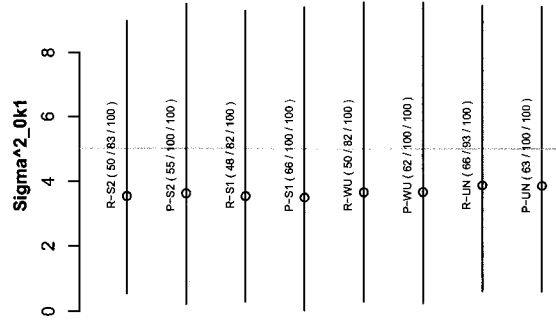 Sigma^2_0k1
0
2
4
6
8
R-S2 ( 50 / 83 / 100 )
P-S2 ( 55 / 100 / 100 )
R-S1 ( 48 / 82 / 100 )
P-S1 ( 66 / 100 / 100 )
R-WU ( 50 / 82 / 100 )
P-WU ( 62 / 100 / 100 )
R-UN ( 66 / 93 / 100 )
P-UN ( 63 / 100 / 100 )